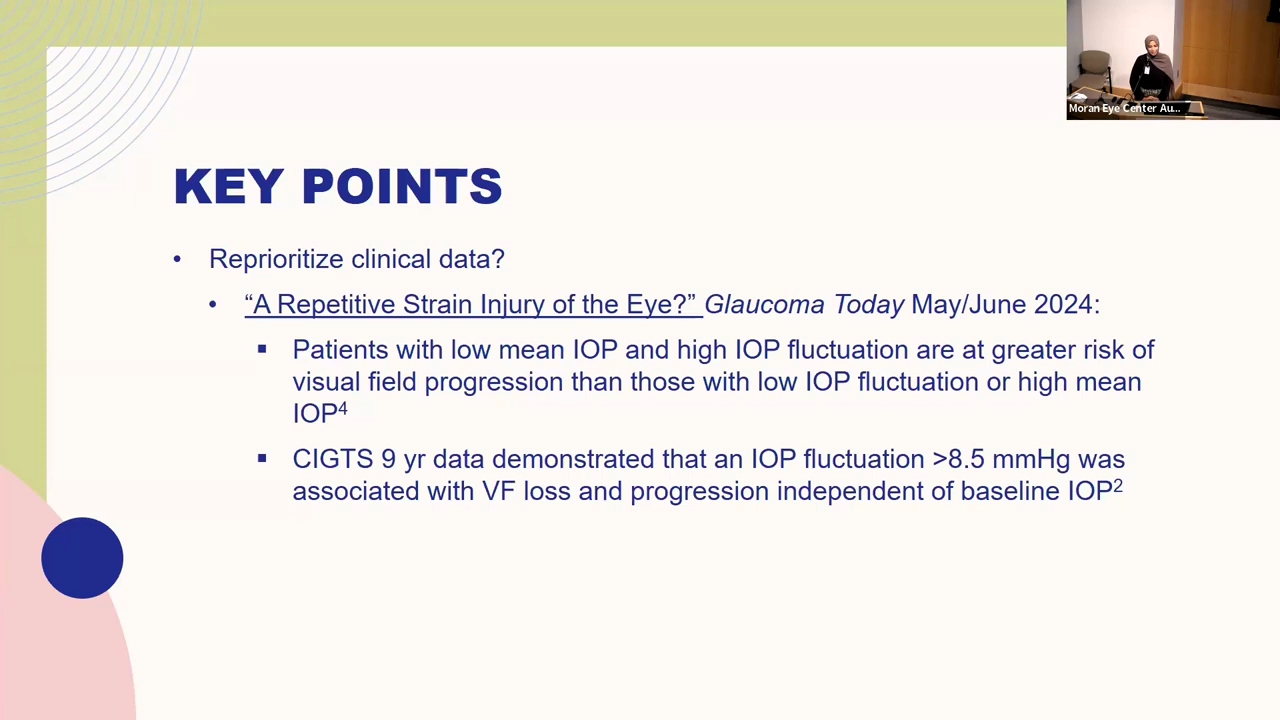 Moran Eye Center Au...
KEY POINTS
• Reprioritize clinical data?
• “A Repetitive Strain Injury of the Eye?” Glaucoma Today May/June 2024:
▪ Patients with low mean IOP and high IOP fluctuation are at greater risk of
visual field progression than those with low IOP fluctuation or high mean
IOP4
▪ CIGTS 9 yr data demonstrated that an IOP fluctuation >8.5 mmHg was
associated with VF loss and progression independent of baseline IOP2